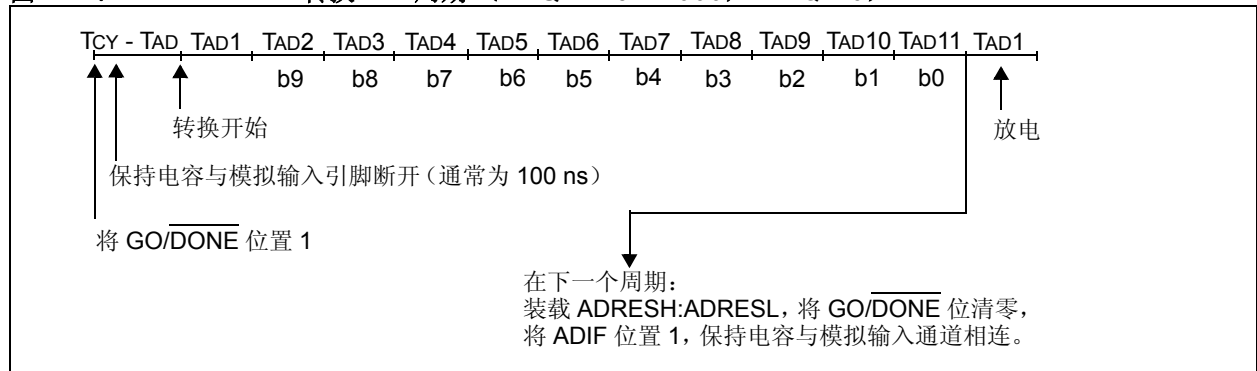 TCY - TAD TAD1 TAD2 TAD3 TAD4 TAD5 TAD6 TAD7 TAD8 TAD9 TAD10 TAD11 TAD1
b9 b8 b7 b6 b5 b4 b3 b2 b1 b0
转换开始
放电
保持电容与模拟输入引脚断开（通常为 100 ns）
将 GO/DONE 位置 1
在下一个周期：
装载 ADRESH:ADRESL，将 GO/DONE 位清零，
将 ADIF 位置 1，保持电容与模拟输入通道相连。